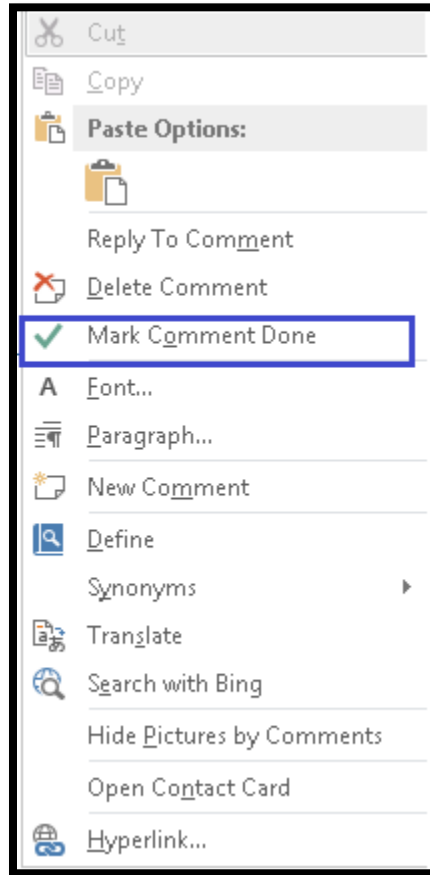 Cut
Copy
Paste Options:
Reply To Comment
Delete Comment
Mark Comment Done
A Font...
Paragraph...
New Comment
Define
Synonyms
Translate
Search with Bing
Hide Pictures by Comments
Open Contact Card
Hyperlink...